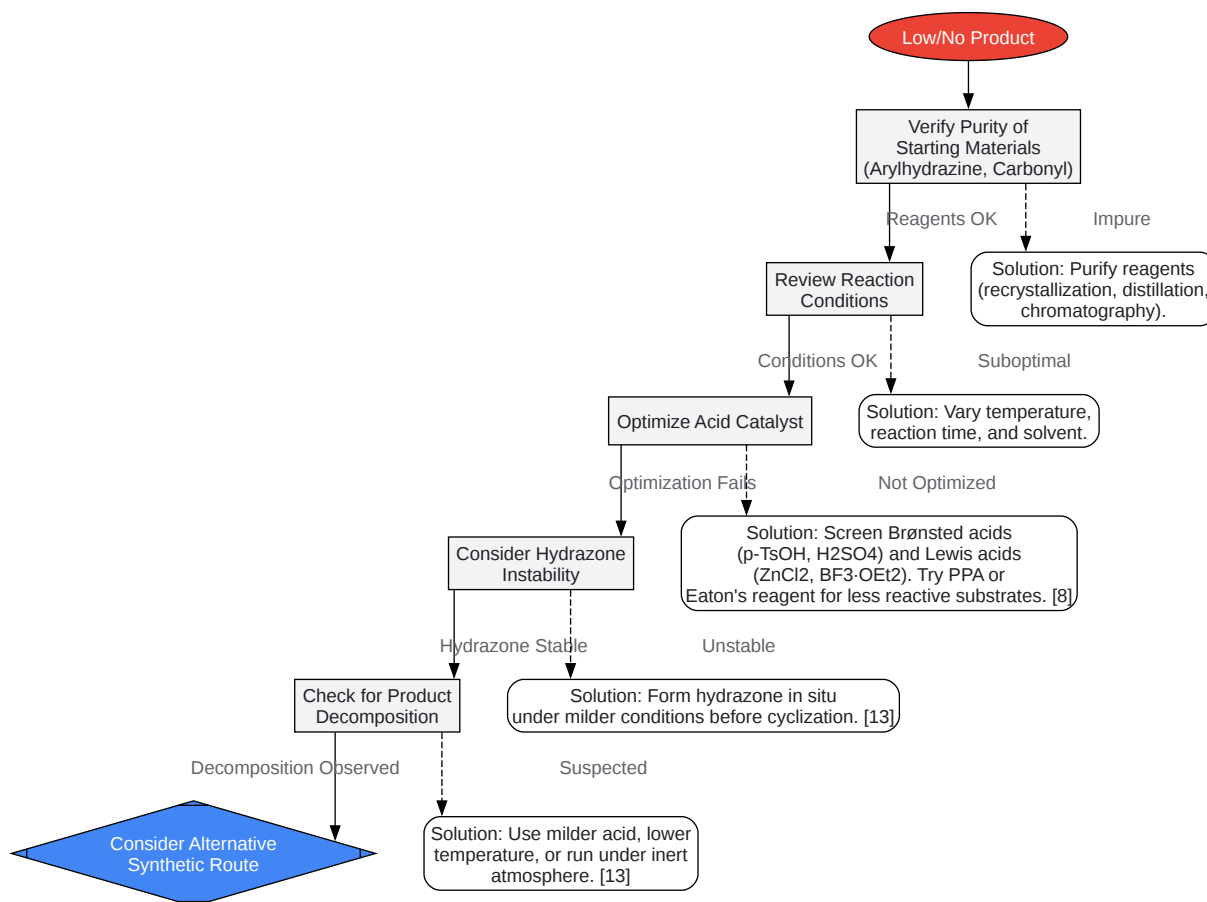 Low/No Product
Verify Purity of
Starting Materials
(Arylhydrazine, Carbonyl)
Reagents OK
Impure
Review Reaction
Conditions
Solution: Purify reagents
(recrystallization, distillation,
chromatography).
Conditions OK
Suboptimal
Optimize Acid Catalyst
Solution: Vary temperature,
reaction time, and solvent.
Optimization Fails
Not Optimized
Consider Hydrazone
Instability
Solution: Screen Brønsted acids
(p-TsOH, H2SO4) and Lewis acids
(ZnCl2, BF3·OEt2). Try PPA or
Eaton's reagent for less reactive substrates. [8]
Hydrazone Stable
Unstable
Check for Product
Decomposition
Solution: Form hydrazone in situ
under milder conditions before cyclization. [13]
Decomposition Observed
Suspected
Consider Alternative
Synthetic Route
Solution: Use milder acid, lower
temperature, or run under inert
atmosphere. [13]